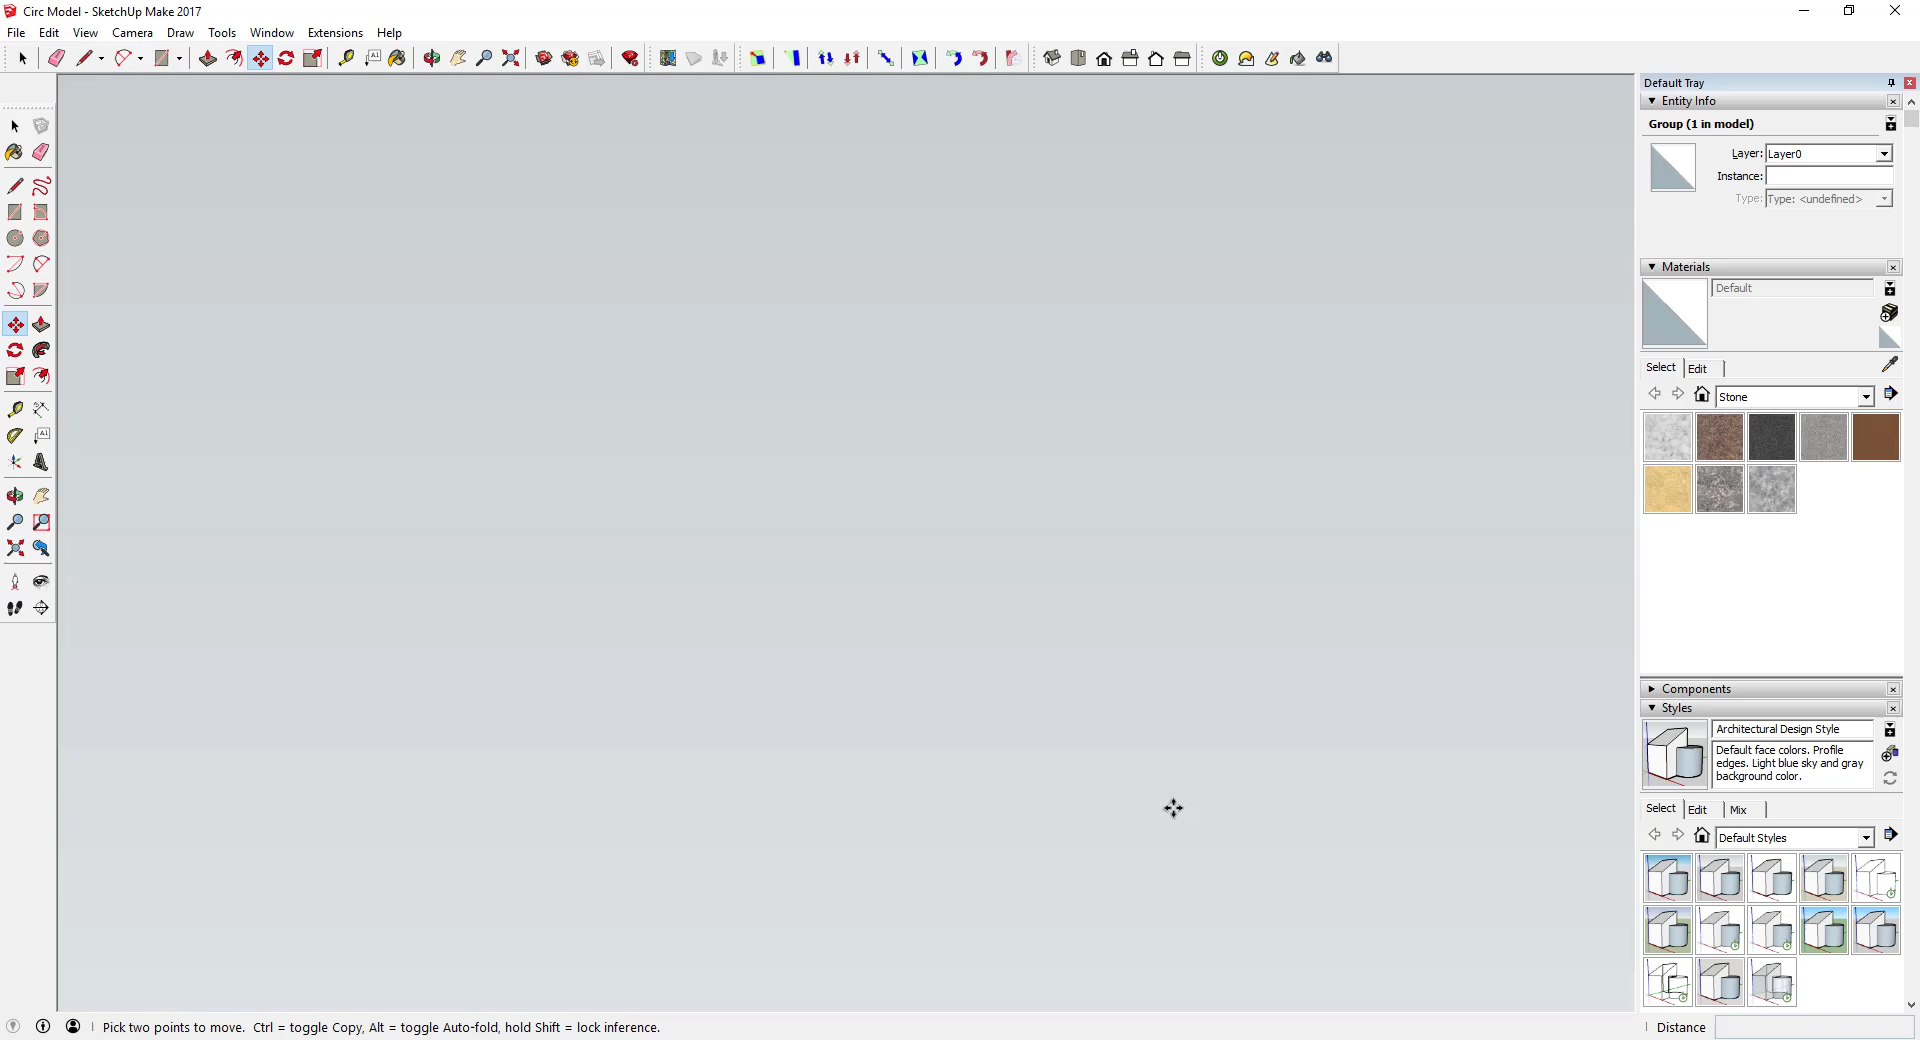 Circ Model - SketchUp Make 2017
File Edit View Camera Draw Tools Window Extensions Help
Default Tray
Entity Info
Group (1 in model)
Layer: Layer0
Instance:
Type: Type: <undefined>
Materials
Default
Select Edit
Stone
Components
Styles
Architectural Design Style
Default face colors. Profile
edges. Light blue sky and gray
background color.
Select Edit Mix
Default Styles
Pick two points to move. Ctrl = toggle Copy, Alt = toggle Auto-fold, hold Shift = lock inference.
Distance